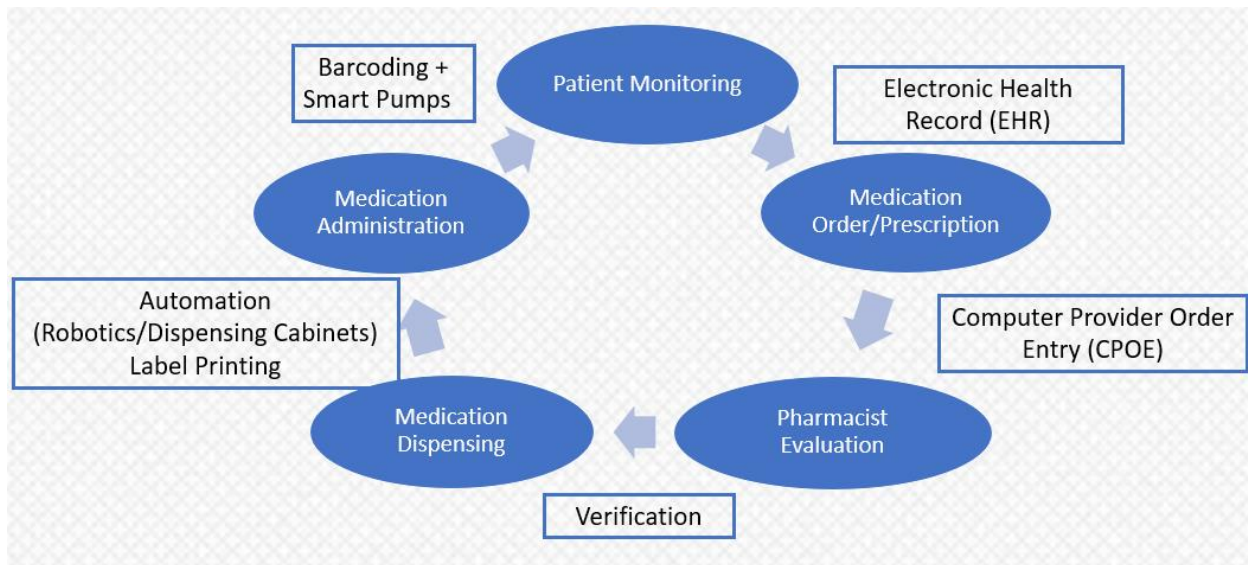 Barcoding +
Smart Pumps
Patient Monitoring
Electronic Health
Record (EHR)
Medication
Administration
Medication
Order/Prescription
Automation
(Robotics/Dispensing Cabinets)
Label Printing
Computer Provider Order
Entry (CPOE)
Medication
Dispensing
Pharmacist
Evaluation
Verification